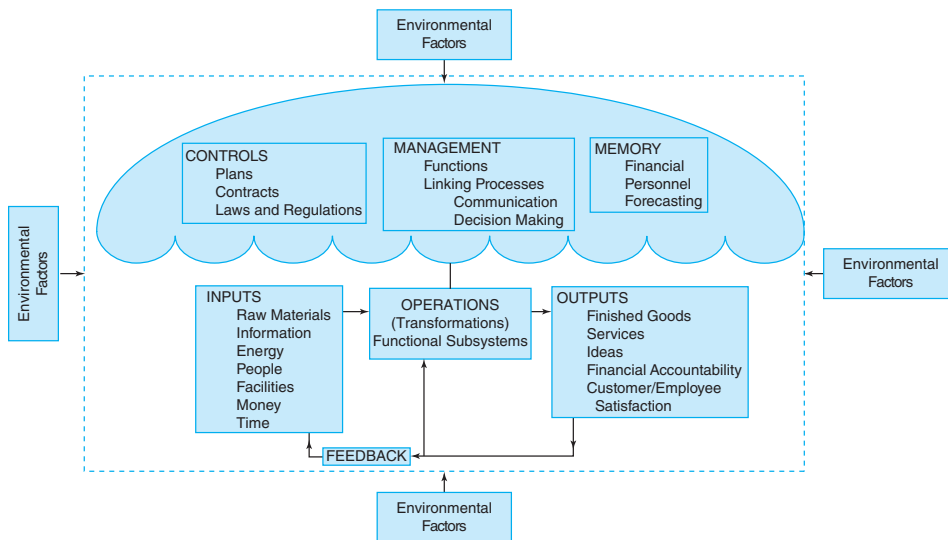 Environmental
Factors
CONTROLS
Plans
Contracts
Laws and Regulations
MANAGEMENT
Functions
Linking Processes
Communication
Decision Making
MEMORY
Financial
Personnel
Forecasting
Environmental
Factors
Environmental
Factors
INPUTS
Raw Materials
Information
Energy
People
Facilities
Money
Time
OPERATIONS
(Transformations)
Functional Subsystems
OUTPUTS
Finished Goods
Services
Ideas
Financial Accountability
Customer/Employee
Satisfaction
FEEDBACK
Environmental
Factors